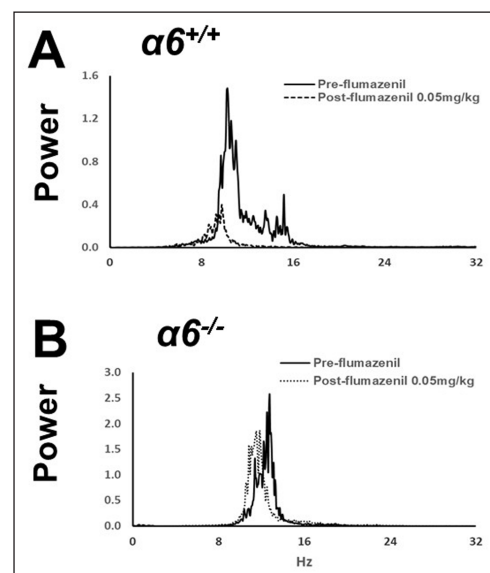 A
α6+/+
Power
1.6
1.2
0.8
0.4
0.0
Pre-flumazenil
Post-flumazenil 0.05mg/kg
0 8 16 24 32
Hz
B
α6-/-
Power
3.0
2.5
2.0
1.5
1.0
0.5
0.0
Pre-flumazenil
Post-flumazenil 0.05mg/kg
0 8 16 24 32
Hz